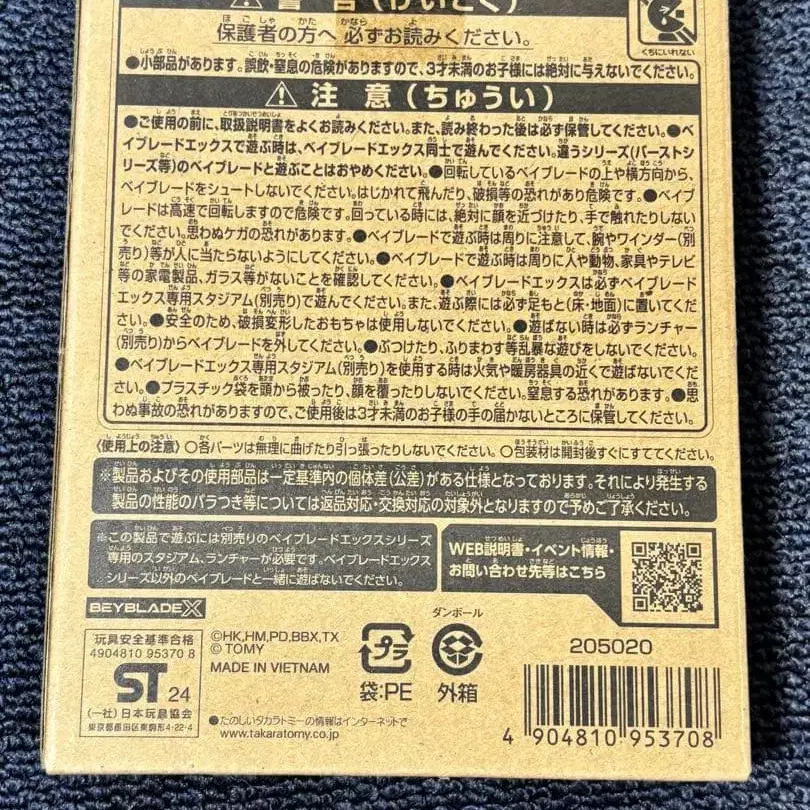 警告（けいこく）
保護者の方へ 必ずお読みください。
くちにいれない
●小部品があります。誤飲・窒息の危険がありますので、3才未満のお子様には絶対に与えないでください。
注意（ちゅうい）
●ご使用の前に、取扱説明書をよくお読みください。また、読み終わった後は必ず保管してください。●ベ
イブレードエックスで遊ぶ時は、ベイブレードエックス同士で遊んでください。違うシリーズ(バーストシ
リーズ等)のベイブレードと遊ぶことはおやめください。●回転しているベイブレードの上や横方向から、
ベイブレードをシュートしないでください。はじかれて飛んだり、破損等の恐れがあり危険です。●ベイブ
レードは高速で回転しますので危険です。回っている時には、絶対に顔を近づけたり、手で触れたりしない
でください。思わぬケガの恐れがあります。●ベイブレードで遊ぶ時は周りに注意して、腕やワインダー(別
売り)等が人に当たらないようにしてください。●ベイブレードで遊ぶ時は周りに人や動物、家具やテレビ
等の家電製品、ガラス等がないことを確認してください。●ベイブレードエックスは必ずベイブレード
エックス専用スタジアム(別売り)で遊んでください。また、遊ぶ際には必ず足もと(床・地面)に置いてくだ
さい。●安全のため、破損変形したおもちゃは使用しないでください。●遊ばない時は必ずランチャー
(別売り)からベイブレードを外してください。●ぶつけたり、ふりまわす等乱暴な遊びをしないでください。
●ベイブレードエックス専用スタジアム(別売り)を使用する時は火気や暖房器具の近くで遊ばないでくだ
さい。●プラスチック袋を頭から被ったり、顔を覆ったりしないでください。窒息する恐れがあります。●思
わぬ事故の恐れがありますので、ご使用後は3才未満のお子様の手の届かないところに保管してください。
〈使用上の注意〉○各パーツは無理に曲げたり引っ張ったりしないでください。○包装材は開封後すぐにすててください。
※製品およびその使用部品は一定基準内の個体差(公差)がある仕様となっております。それにより発生する
製品の性能のバラつき等については返品対応・交換対応の対象外となりますので予めご了承ください。
※この製品で遊ぶには別売りのベイブレードエックスシリーズ
専用のスタジアム、ランチャーが必要です。ベイブレードエックス
シリーズ以外のベイブレードと一緒に遊ばないでください。
WEB説明書・イベント情報・
お問い合わせ先等はこちら
BEYBLADE X
玩具安全基準合格
4904810 95370 8
ST 24
(一社)日本玩具協会
東京都墨田区東駒形4-22-4
©HK,HM,PD,BBX,TX
© TOMY
MADE IN VIETNAM
プラ
袋:PE
ダンボール
外箱
●たのしいタカラトミーの情報はインターネットで
www.takaratomy.co.jp
205020
4 904810 953708